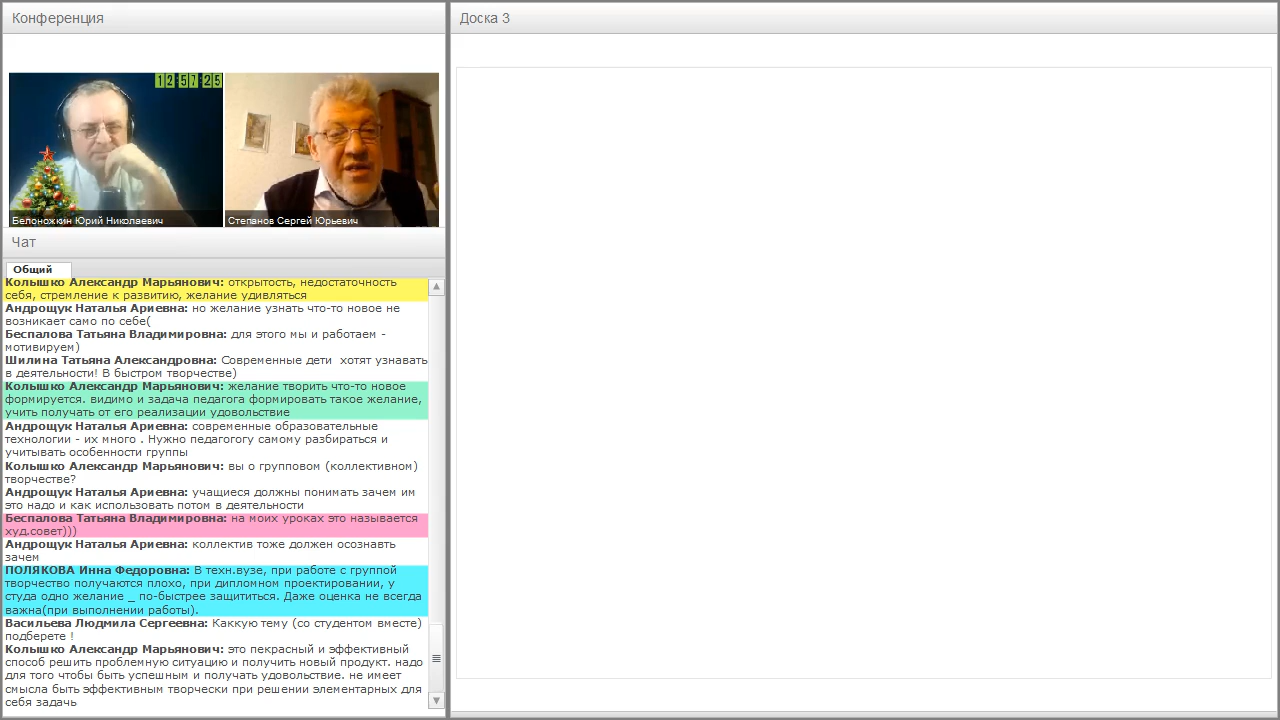 Конференция
Доска 3
12:57:25
Белоножкин Юрий Николаевич
Степанов Сергей Юрьевич
Чат
Общий
Колышко Александр Марьянович: открытость, недостаточность
себя, стремление к развитию, желание удивляться
Андрощук Наталья Ариевна: но желание узнать что-то новое не
возникает само по себе(
Беспалова Татьяна Владимировна: для этого мы и работаем -
мотивируем)
Шилина Татьяна Александровна: Современные дети  хотят узнавать
в деятельности! В быстром творчестве)
Колышко Александр Марьянович: желание творить что-то новое
формируется. видимо и задача педагога формировать такое желание,
учить получать от его реализации удовольствие
Андрощук Наталья Ариевна: современные образовательные
технологии - их много . Нужно педагогогу самому разбираться и
учитывать особенности группы
Колышко Александр Марьянович: вы о групповом (коллективном)
творчестве?
Андрощук Наталья Ариевна: учащиеся должны понимать зачем им
это надо и как использовать потом в деятельности
Беспалова Татьяна Владимировна: на моих уроках это называется
худ.совет)))
Андрощук Наталья Ариевна: коллектив тоже должен осознавть
зачем
ПОЛЯКОВА Инна Федоровна: В техн.вузе, при работе с группой
творчество получаются плохо, при дипломном проектировании, у
студа одно желание _ по-быстрее защититься. Даже оценка не всегда
важна(при выполнении работы).
Васильева Людмила Сергеевна: Каккую тему (со студентом вместе)
подберете !
Колышко Александр Марьянович: это пекрасный и эффективный
способ решить проблемную ситуацию и получить новый продукт. надо
для того чтобы быть успешным и получать удовольствие. не имеет
смысла быть эффективным творчески при решении элементарных для
себя задачь